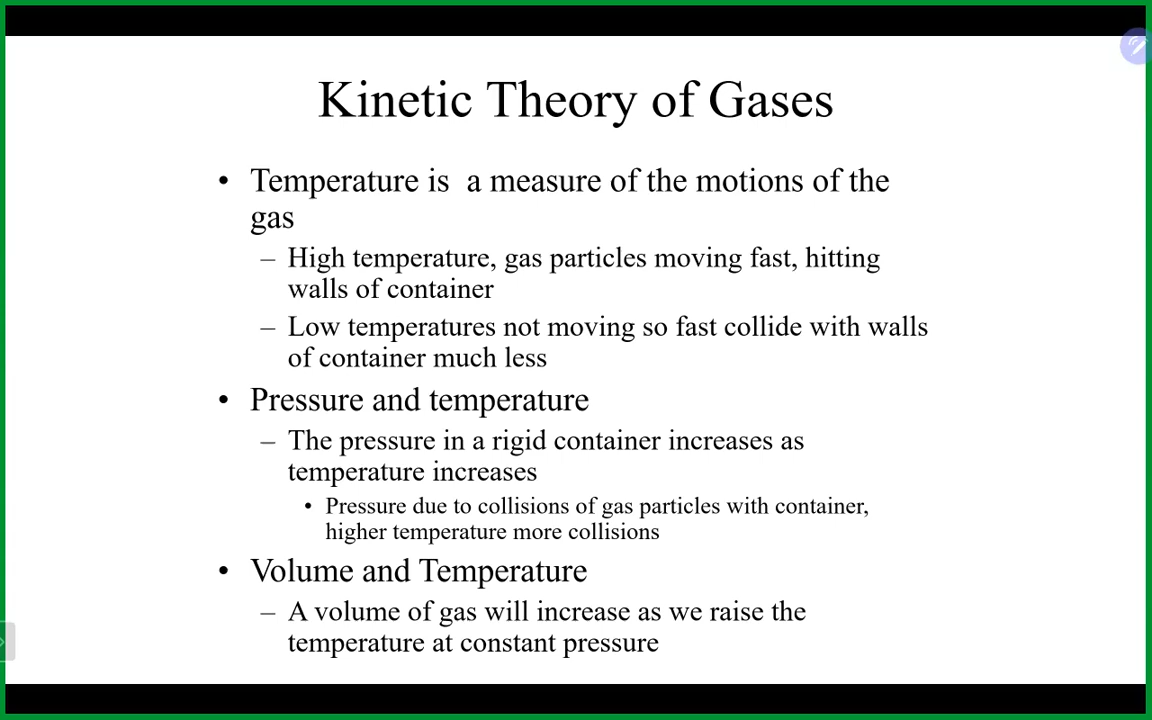 Kinetic Theory of Gases
• Temperature is  a measure of the motions of the
gas
– High temperature, gas particles moving fast, hitting
walls of container
– Low temperatures not moving so fast collide with walls
of container much less
• Pressure and temperature
– The pressure in a rigid container increases as
temperature increases
• Pressure due to collisions of gas particles with container,
higher temperature more collisions
• Volume and Temperature
– A volume of gas will increase as we raise the
temperature at constant pressure